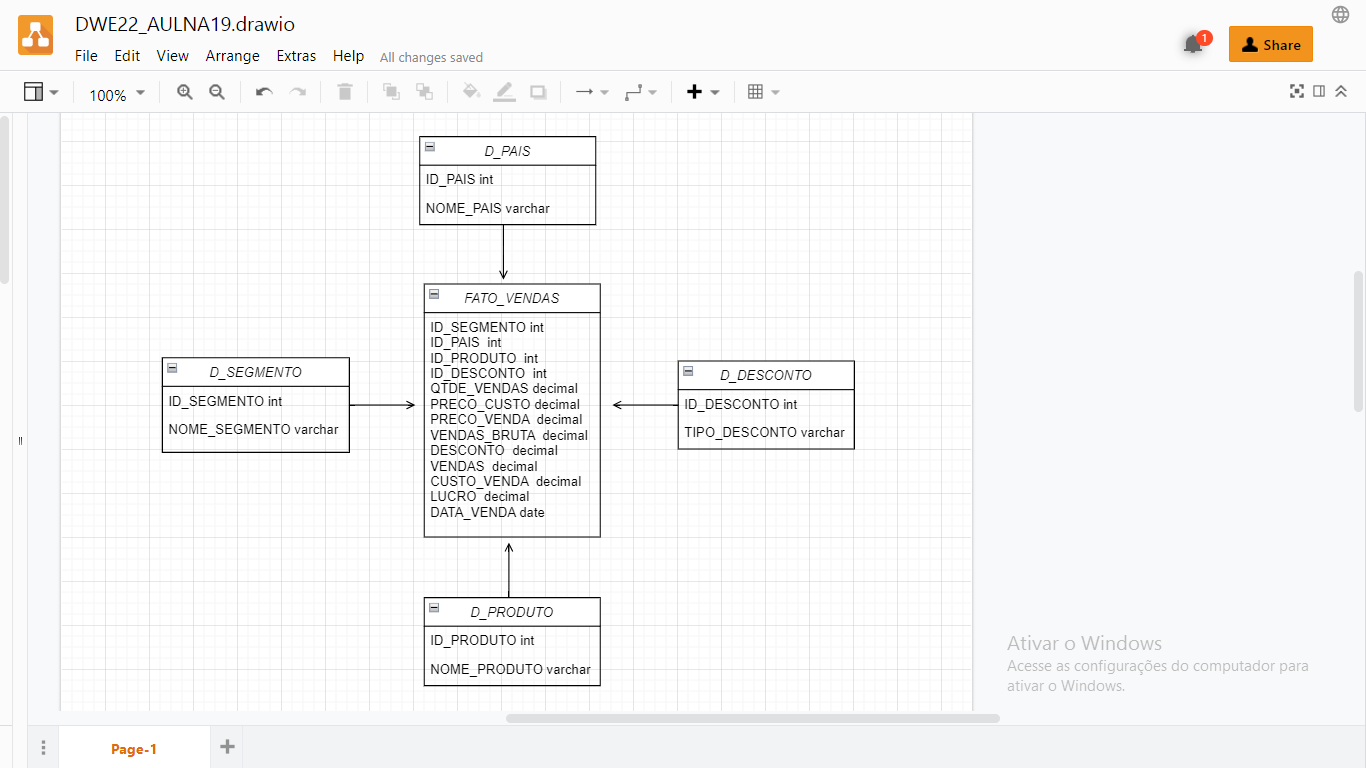 DWE22_AULNA19.drawio
File Edit View Arrange Extras Help All changes saved
1
Share
100%
D_PAIS
ID_PAIS int
NOME_PAIS varchar
FATO_VENDAS
ID_SEGMENTO int
ID_PAIS int
ID_PRODUTO int
ID_DESCONTO int
QTDE_VENDAS decimal
PRECO_CUSTO decimal
PRECO_VENDA decimal
VENDAS_BRUTA decimal
DESCONTO decimal
VENDAS decimal
CUSTO_VENDA decimal
LUCRO decimal
DATA_VENDA date
D_SEGMENTO
ID_SEGMENTO int
NOME_SEGMENTO varchar
D_DESCONTO
ID_DESCONTO int
TIPO_DESCONTO varchar
D_PRODUTO
ID_PRODUTO int
NOME_PRODUTO varchar
Ativar o Windows
Acesse as configurações do computador para
ativar o Windows.
Page-1